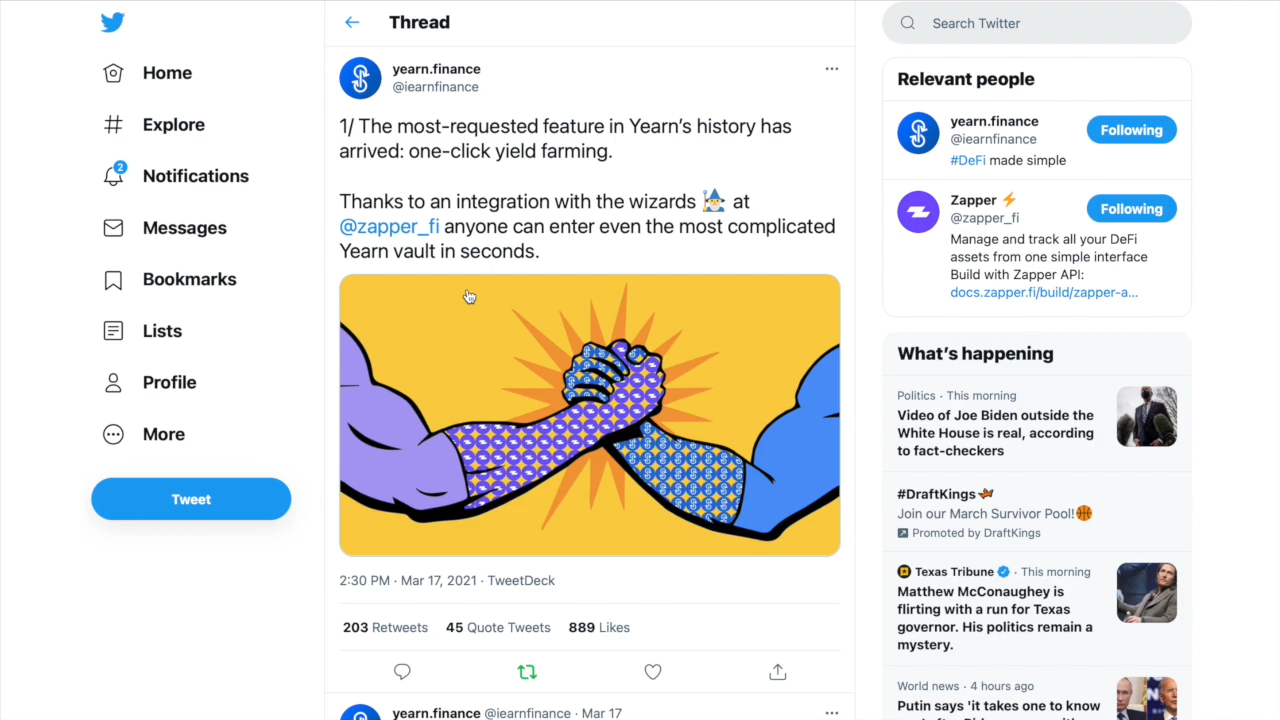 Home
Explore
2
Notifications
Messages
Bookmarks
Lists
Profile
More
Tweet
Thread
yearn.finance
@iearnfinance
1/ The most-requested feature in Yearn's history has
arrived: one-click yield farming.
Thanks to an integration with the wizards 🧙‍♂️ at
@zapper_fi anyone can enter even the most complicated
Yearn vault in seconds.
2:30 PM · Mar 17, 2021 · TweetDeck
203 Retweets 45 Quote Tweets 889 Likes
yearn.finance @iearnfinance · Mar 17
Search Twitter
Relevant people
yearn.finance
@iearnfinance
Following
#DeFi made simple
Zapper ⚡
@zapper_fi
Following
Manage and track all your DeFi
assets from one simple interface
Build with Zapper API:
docs.zapper.fi/build/zapper-a...
What's happening
Politics · This morning
Video of Joe Biden outside the
White House is real, according
to fact-checkers
#DraftKings
Join our March Survivor Pool!🏀
Promoted by DraftKings
Texas Tribune · This morning
Matthew McConaughey is
flirting with a run for Texas
governor. His politics remain a
mystery.
World news · 4 hours ago
Putin says 'it takes one to know